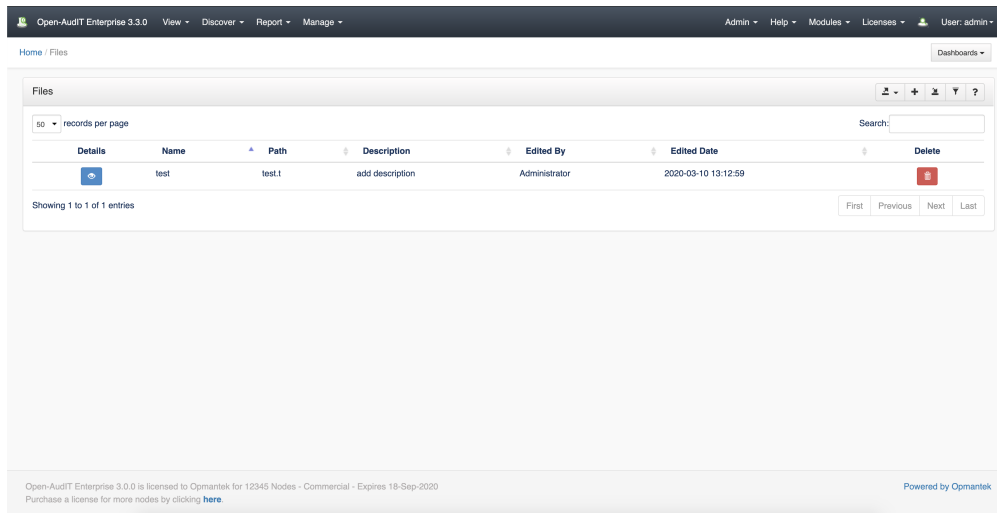 Open-AudIT Enterprise 3.3.0 View Discover Report Manage Admin Help Modules Licenses User: admin
Home / Files Dashboards
Files ?
50 records per page Search:
Details Name Path Description Edited By Edited Date Delete
test test.t add description Administrator 2020-03-10 13:12:59
Showing 1 to 1 of 1 entries First Previous Next Last
Open-AudIT Enterprise 3.0.0 is licensed to Opmantek for 12345 Nodes - Commercial - Expires 18-Sep-2020 Powered by Opmantek
Purchase a license for more nodes by clicking here.